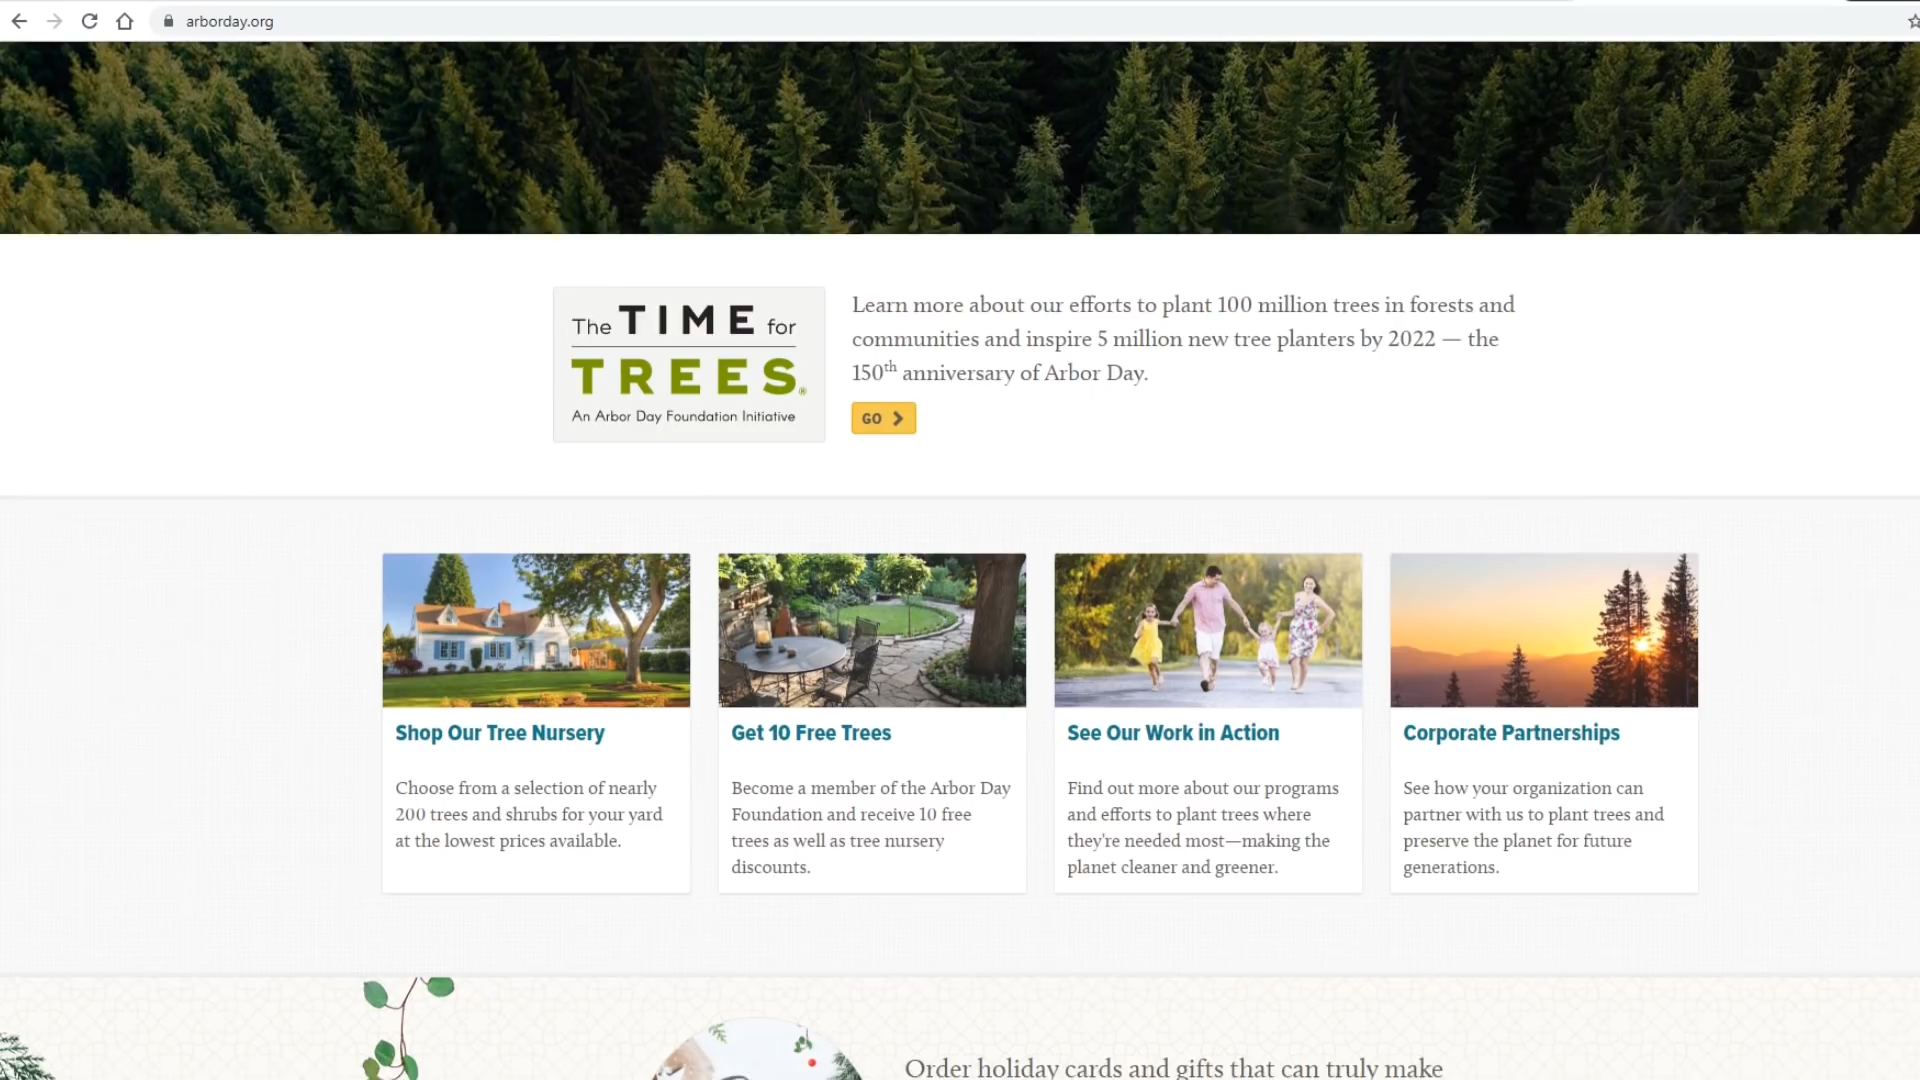 arborday.org
The TIME for
TREES®
An Arbor Day Foundation Initiative
Learn more about our efforts to plant 100 million trees in forests and
communities and inspire 5 million new tree planters by 2022 — the
150th anniversary of Arbor Day.
GO
Shop Our Tree Nursery
Choose from a selection of nearly
200 trees and shrubs for your yard
at the lowest prices available.
Get 10 Free Trees
Become a member of the Arbor Day
Foundation and receive 10 free
trees as well as tree nursery
discounts.
See Our Work in Action
Find out more about our programs
and efforts to plant trees where
they're needed most—making the
planet cleaner and greener.
Corporate Partnerships
See how your organization can
partner with us to plant trees and
preserve the planet for future
generations.
Order holiday cards and gifts that can truly make